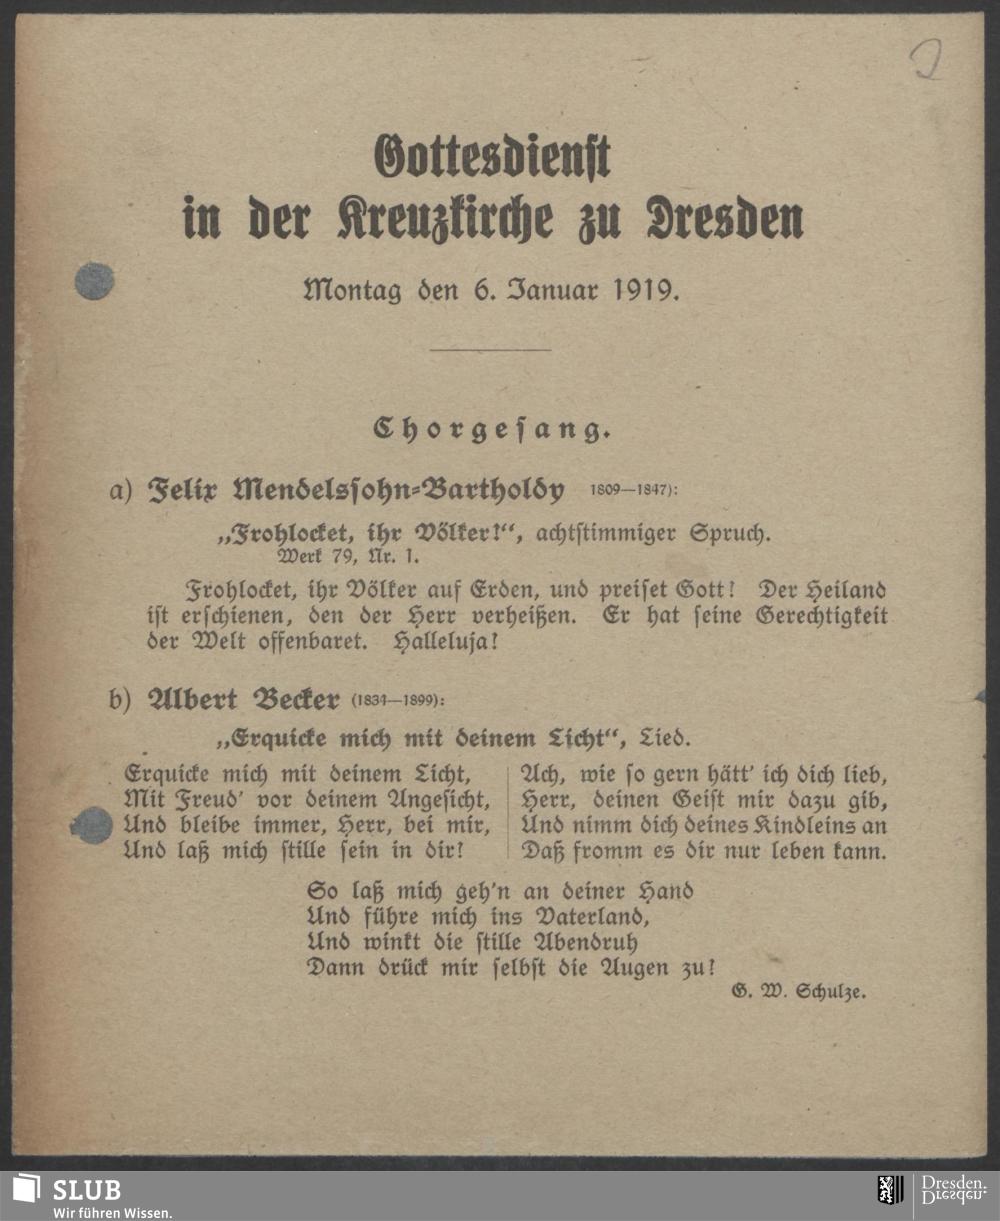 Gottesdienst
in der Kreuzkirche zu Dresden
Montag den 6. Januar 1919.
Chorgesang.
a) Felix Mendelssohn-Bartholdy 1809—1847):
„Frohlocket, ihr Völker!“, achtstimmiger Spruch.
Werk 79, Nr. 1.
Frohlocket, ihr Völker auf Erden, und preiset Gott! Der Heiland
ist erschienen, den der Herr verheißen. Er hat seine Gerechtigkeit
der Welt offenbaret. Halleluja!
b) Albert Becker (1834—1899):
„Erquicke mich mit deinem Licht“, Lied.
Erquicke mich mit deinem Licht,
Mit Freud' vor deinem Angesicht,
Und bleibe immer, Herr, bei mir,
Und laß mich stille sein in dir!
Ach, wie so gern hätt' ich dich lieb,
Herr, deinen Geist mir dazu gib,
Und nimm dich deines Kindleins an
Daß fromm es dir nur leben kann.
So laß mich geh'n an deiner Hand
Und führe mich ins Vaterland,
Und winkt die stille Abendruh
Dann drück mir selbst die Augen zu!
G. W. Schulze.
SLUB
Wir führen Wissen.
Dresden.
Dresden.